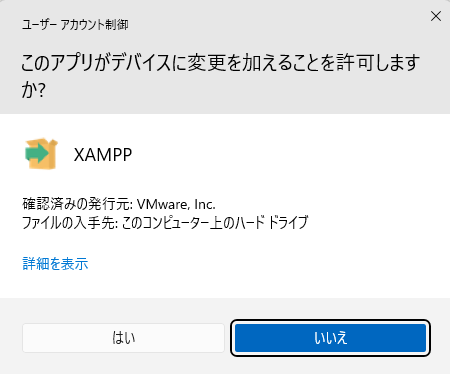 ユーザー アカウント制御
このアプリがデバイスに変更を加えることを許可します
か?
XAMPP
確認済みの発行元: VMware, Inc.
ファイルの入手先: このコンピューター上のハード ドライブ
詳細を表示
はい
いいえ